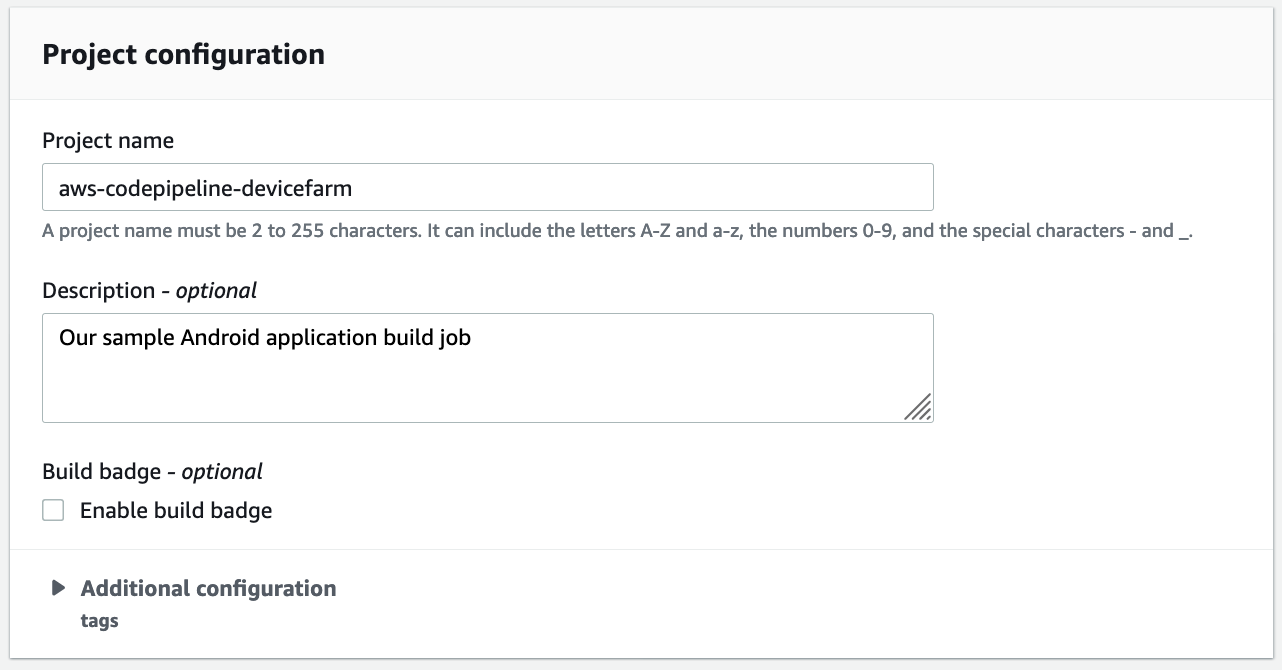 Project configuration
Project name
aws-codepipeline-devicefarm
A project name must be 2 to 255 characters. It can include the letters A-Z and a-z, the numbers 0-9, and the special characters - and _.
Description - optional
Our sample Android application build job
Build badge - optional
Enable build badge
Additional configuration
tags